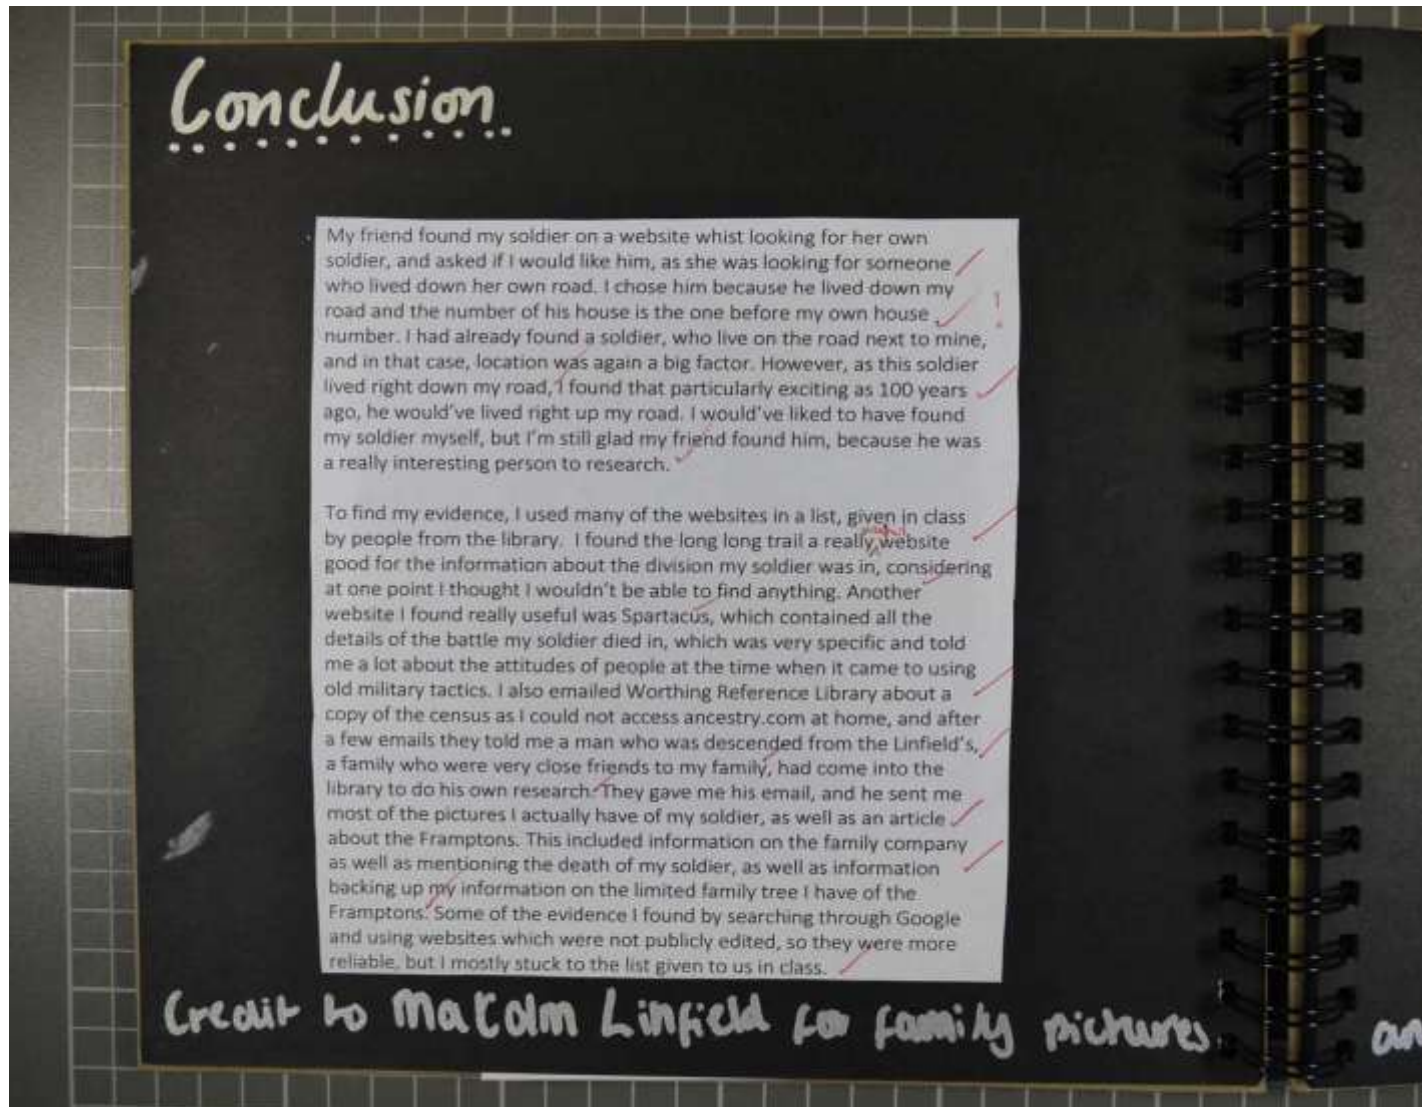 Conclusion
My friend found my soldier on a website whist looking for her own
soldier, and asked if I would like him, as she was looking for someone
who lived down her own road. I chose him because he lived down my
road and the number of his house is the one before my own house
number. I had already found a soldier, who live on the road next to mine,
and in that case, location was again a big factor. However, as this soldier
lived right down my road, I found that particularly exciting as 100 years
ago, he would've lived right up my road. I would've liked to have found
my soldier myself, but I'm still glad my friend found him, because he was
a really interesting person to research.
To find my evidence, I used many of the websites in a list, given in class
by people from the library. I found the long long trail a really website
good for the information about the division my soldier was in, considering
at one point I thought I wouldn't be able to find anything. Another
website I found really useful was Spartacus, which contained all the
details of the battle my soldier died in, which was very specific and told
me a lot about the attitudes of people at the time when it came to using
old military tactics. I also emailed Worthing Reference Library about a
copy of the census as I could not access ancestry.com at home, and after
a few emails they told me a man who was descended from the Linfield's,
a family who were very close friends to my family, had come into the
library to do his own research. They gave me his email, and he sent me
most of the pictures I actually have of my soldier, as well as an article
about the Framptons. This included information on the family company
as well as mentioning the death of my soldier, as well as information
backing up my information on the limited family tree I have of the
Framptons. Some of the evidence I found by searching through Google
and using websites which were not publicly edited, so they were more
reliable, but I mostly stuck to the list given to us in class.
Credit to Malcolm Linfield for family pictures